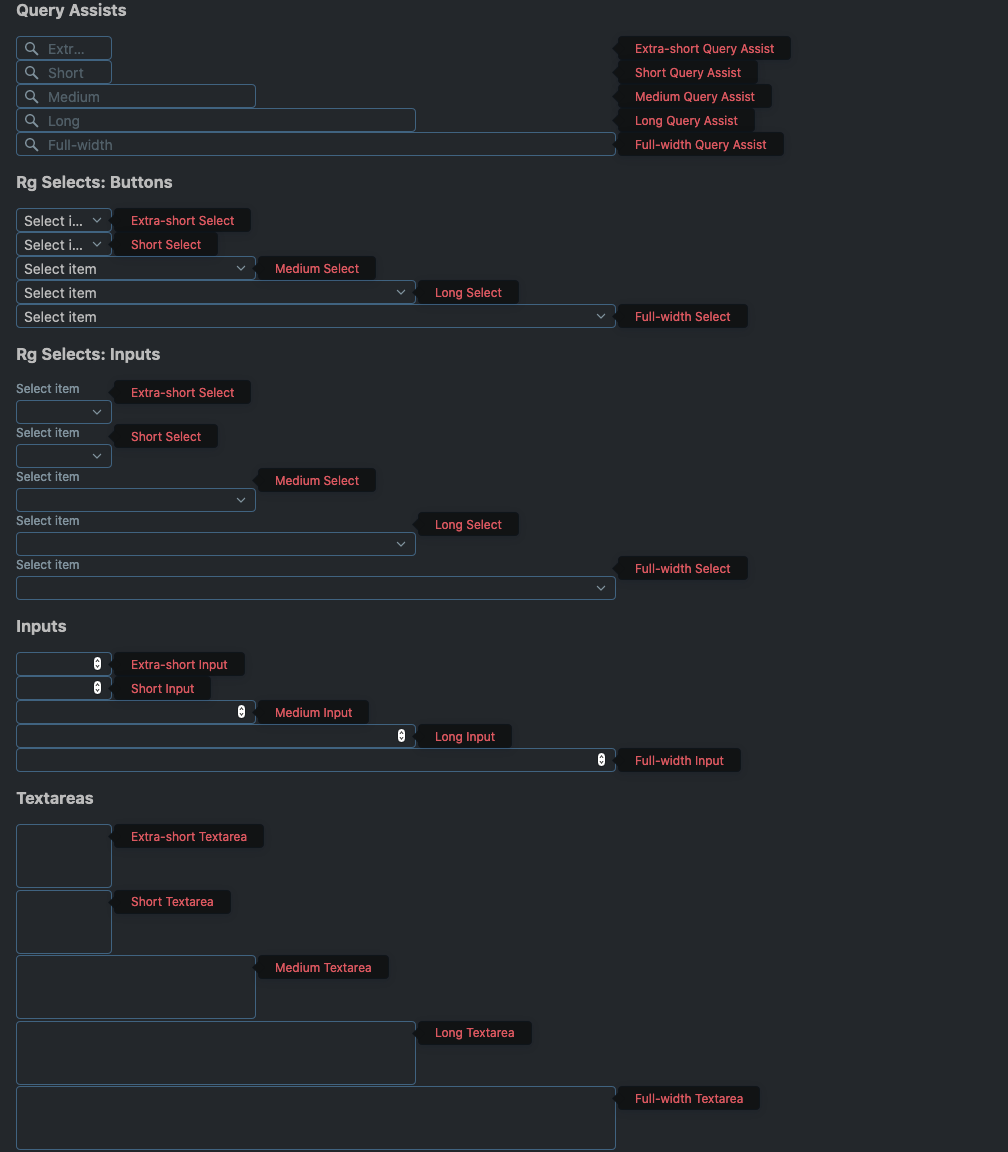 Query Assists
Extr... Extra-short Query Assist
Short Short Query Assist
Medium Medium Query Assist
Long Long Query Assist
Full-width Full-width Query Assist
Rg Selects: Buttons
Select i... Extra-short Select
Select i... Short Select
Select item Medium Select
Select item Long Select
Select item Full-width Select
Rg Selects: Inputs
Select item Extra-short Select
Select item Short Select
Select item Medium Select
Select item Long Select
Select item Full-width Select
Inputs
Extra-short Input
Short Input
Medium Input
Long Input
Full-width Input
Textareas
Extra-short Textarea
Short Textarea
Medium Textarea
Long Textarea
Full-width Textarea